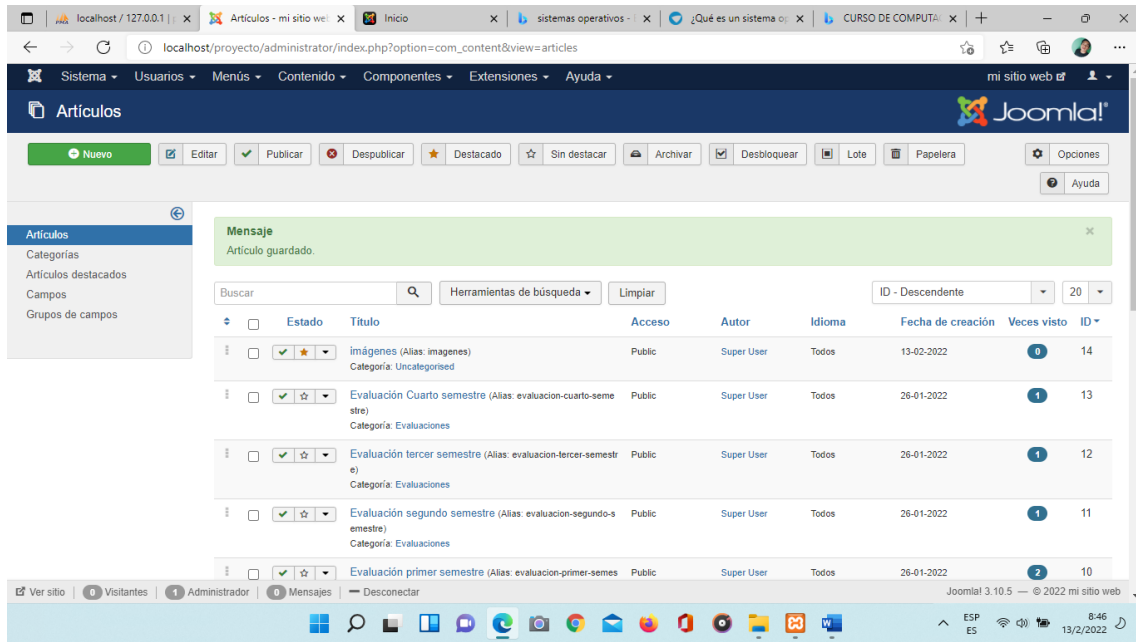 localhost / 127.0.0.1 |
Artículos - mi sitio web
Inicio
sistemas operativos -
¿Qué es un sistema op
CURSO DE COMPUTA
localhost/proyecto/administrator/index.php?option=com_content&view=articles
Sistema Usuarios Menús Contenido Componentes Extensiones Ayuda mi sitio web
Artículos Joomla!
Nuevo Editar Publicar Despublicar Destacado Sin destacar Archivar Desbloquear Lote Papelera Opciones
Ayuda
Artículos
Categorías
Artículos destacados
Campos
Grupos de campos
Mensaje
Artículo guardado.
Buscar Herramientas de búsqueda Limpiar ID - Descendente 20
Estado Título Acceso Autor Idioma Fecha de creación Veces visto ID
imágenes (Alias: imagenes) Public Super User Todos 13-02-2022 0 14
Categoría: Uncategorised
Evaluación Cuarto semestre (Alias: evaluacion-cuarto-seme Public Super User Todos 26-01-2022 1 13
stre)
Categoría: Evaluaciones
Evaluación tercer semestre (Alias: evaluacion-tercer-semestr Public Super User Todos 26-01-2022 1 12
e)
Categoría: Evaluaciones
Evaluación segundo semestre (Alias: evaluacion-segundo-s Public Super User Todos 26-01-2022 1 11
emestre)
Categoría: Evaluaciones
Evaluación primer semestre (Alias: evaluacion-primer-semes Public Super User Todos 26-01-2022 2 10
Ver sitio 0 Visitantes 1 Administrador 0 Mensajes Desconectar Joomla! 3.10.5 — © 2022 mi sitio web
ESP
ES
8:46
13/2/2022